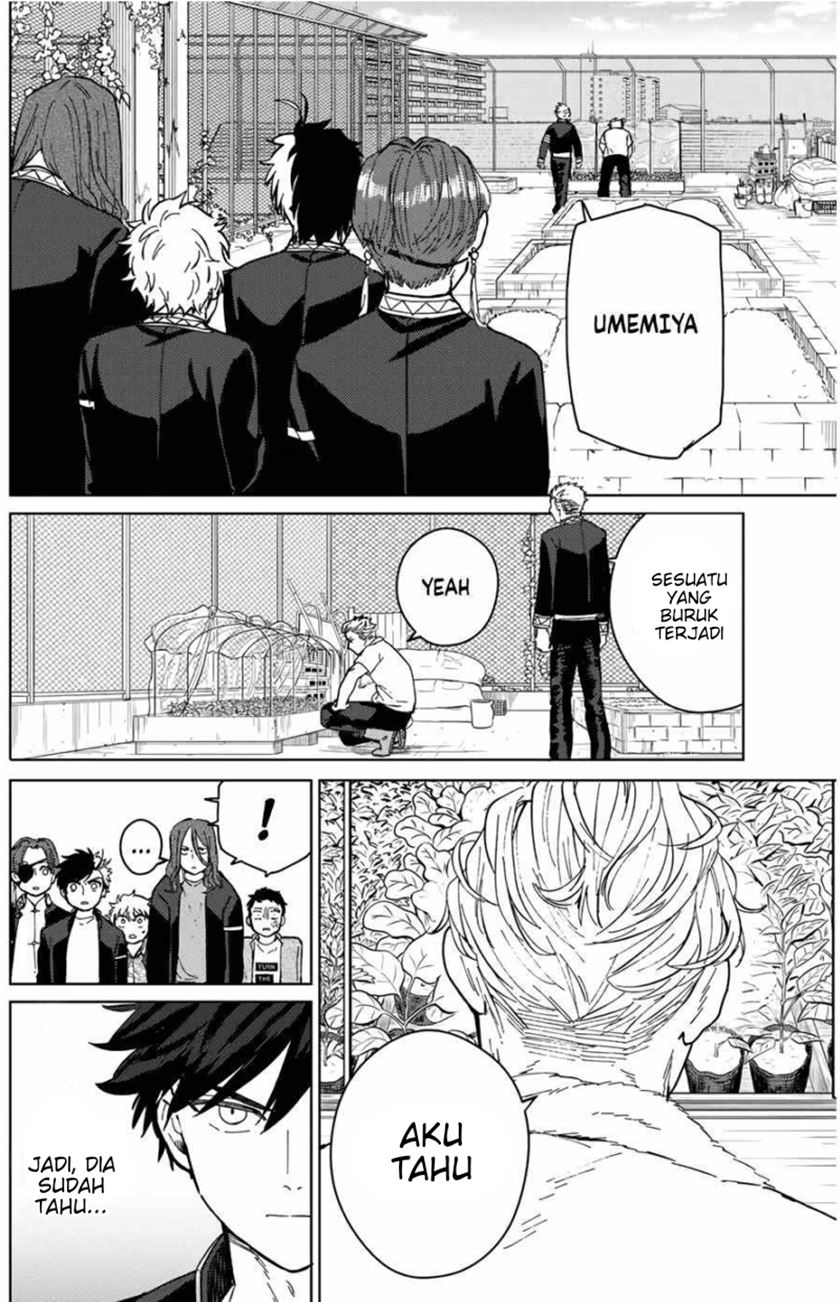 UMEMIYA
SESUATU
YANG
BURUK
TERJADI
YEAH
!
...
TURN
THE
AKU
TAHU
JADI, DIA
SUDAH
TAHU...